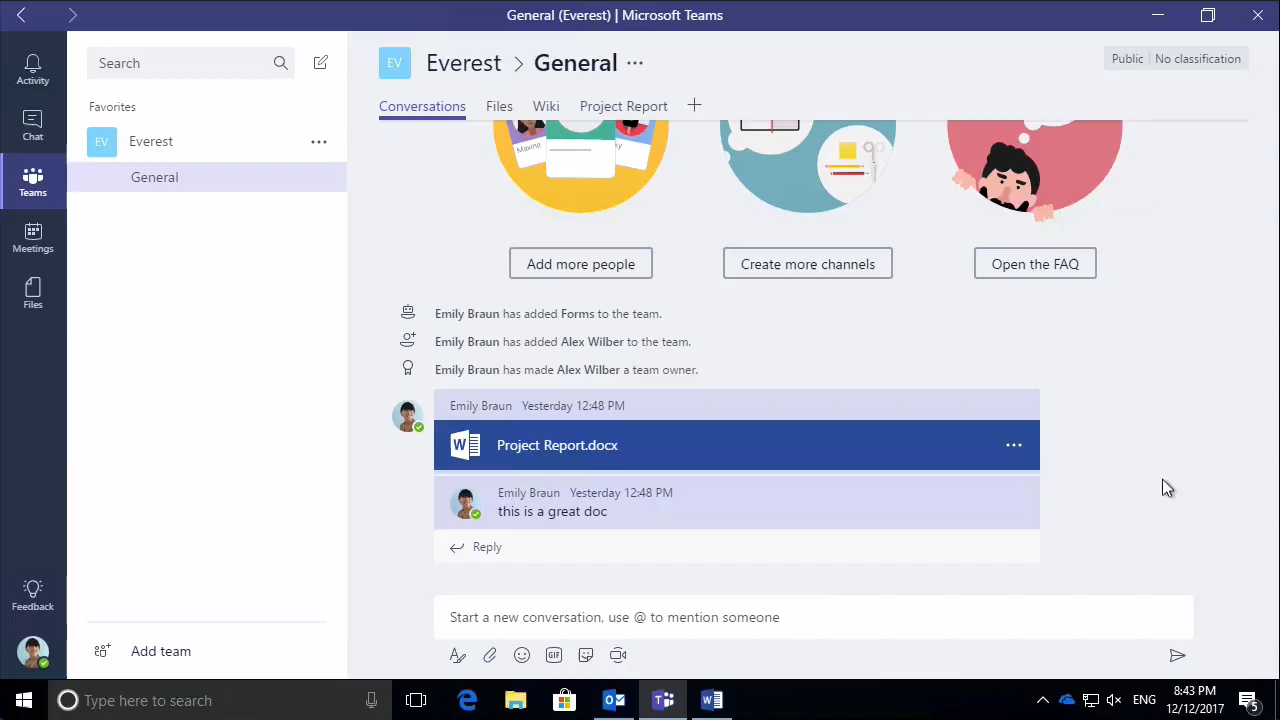 General (Everest) | Microsoft Teams
Activity
Chat
Teams
Meetings
Files
Feedback
Search
Favorites
EV Everest
General
Add team
EV Everest > General
Public No classification
Conversations Files Wiki Project Report
Maxine
Add more people
Create more channels
Open the FAQ
Emily Braun has added Forms to the team.
Emily Braun has added Alex Wilber to the team.
Emily Braun has made Alex Wilber a team owner.
Emily Braun Yesterday 12:48 PM
Project Report.docx
Emily Braun Yesterday 12:48 PM
this is a great doc
Reply
Start a new conversation, use @ to mention someone
GIF
Type here to search
ENG
8:43 PM
12/12/2017
5